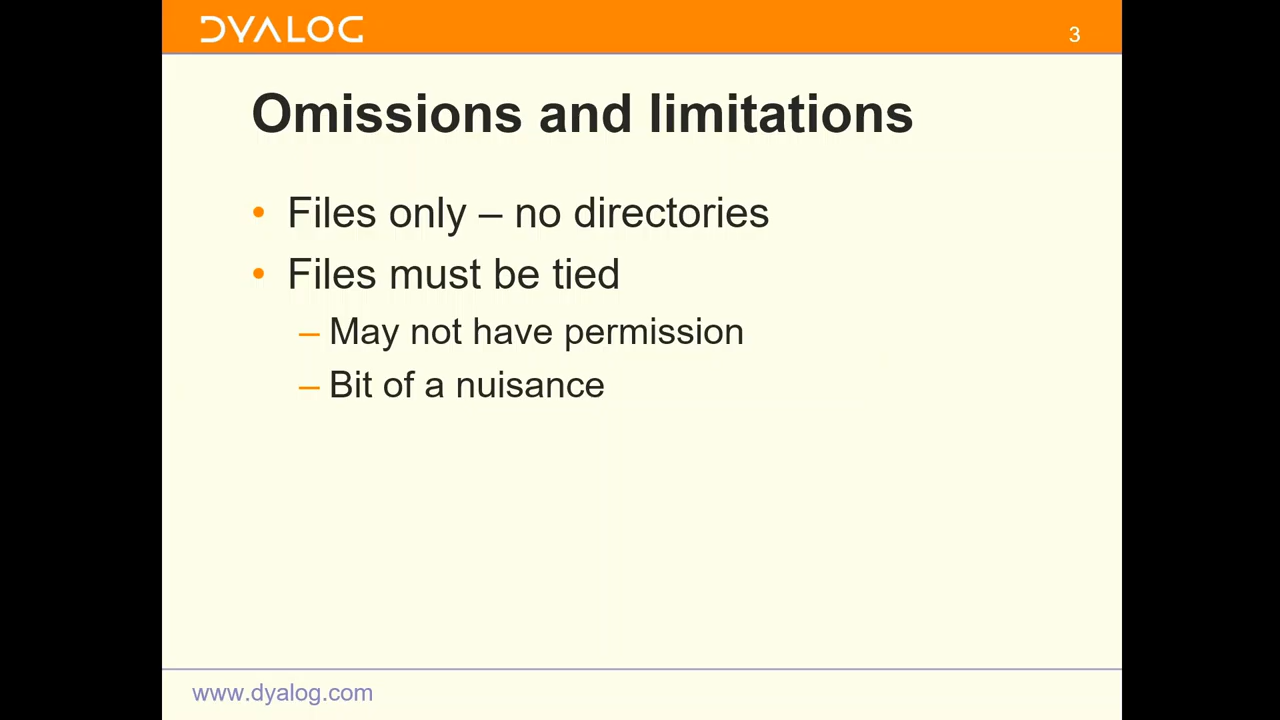 DYALOG
3
Omissions and limitations
• Files only – no directories
• Files must be tied
– May not have permission
– Bit of a nuisance
www.dyalog.com